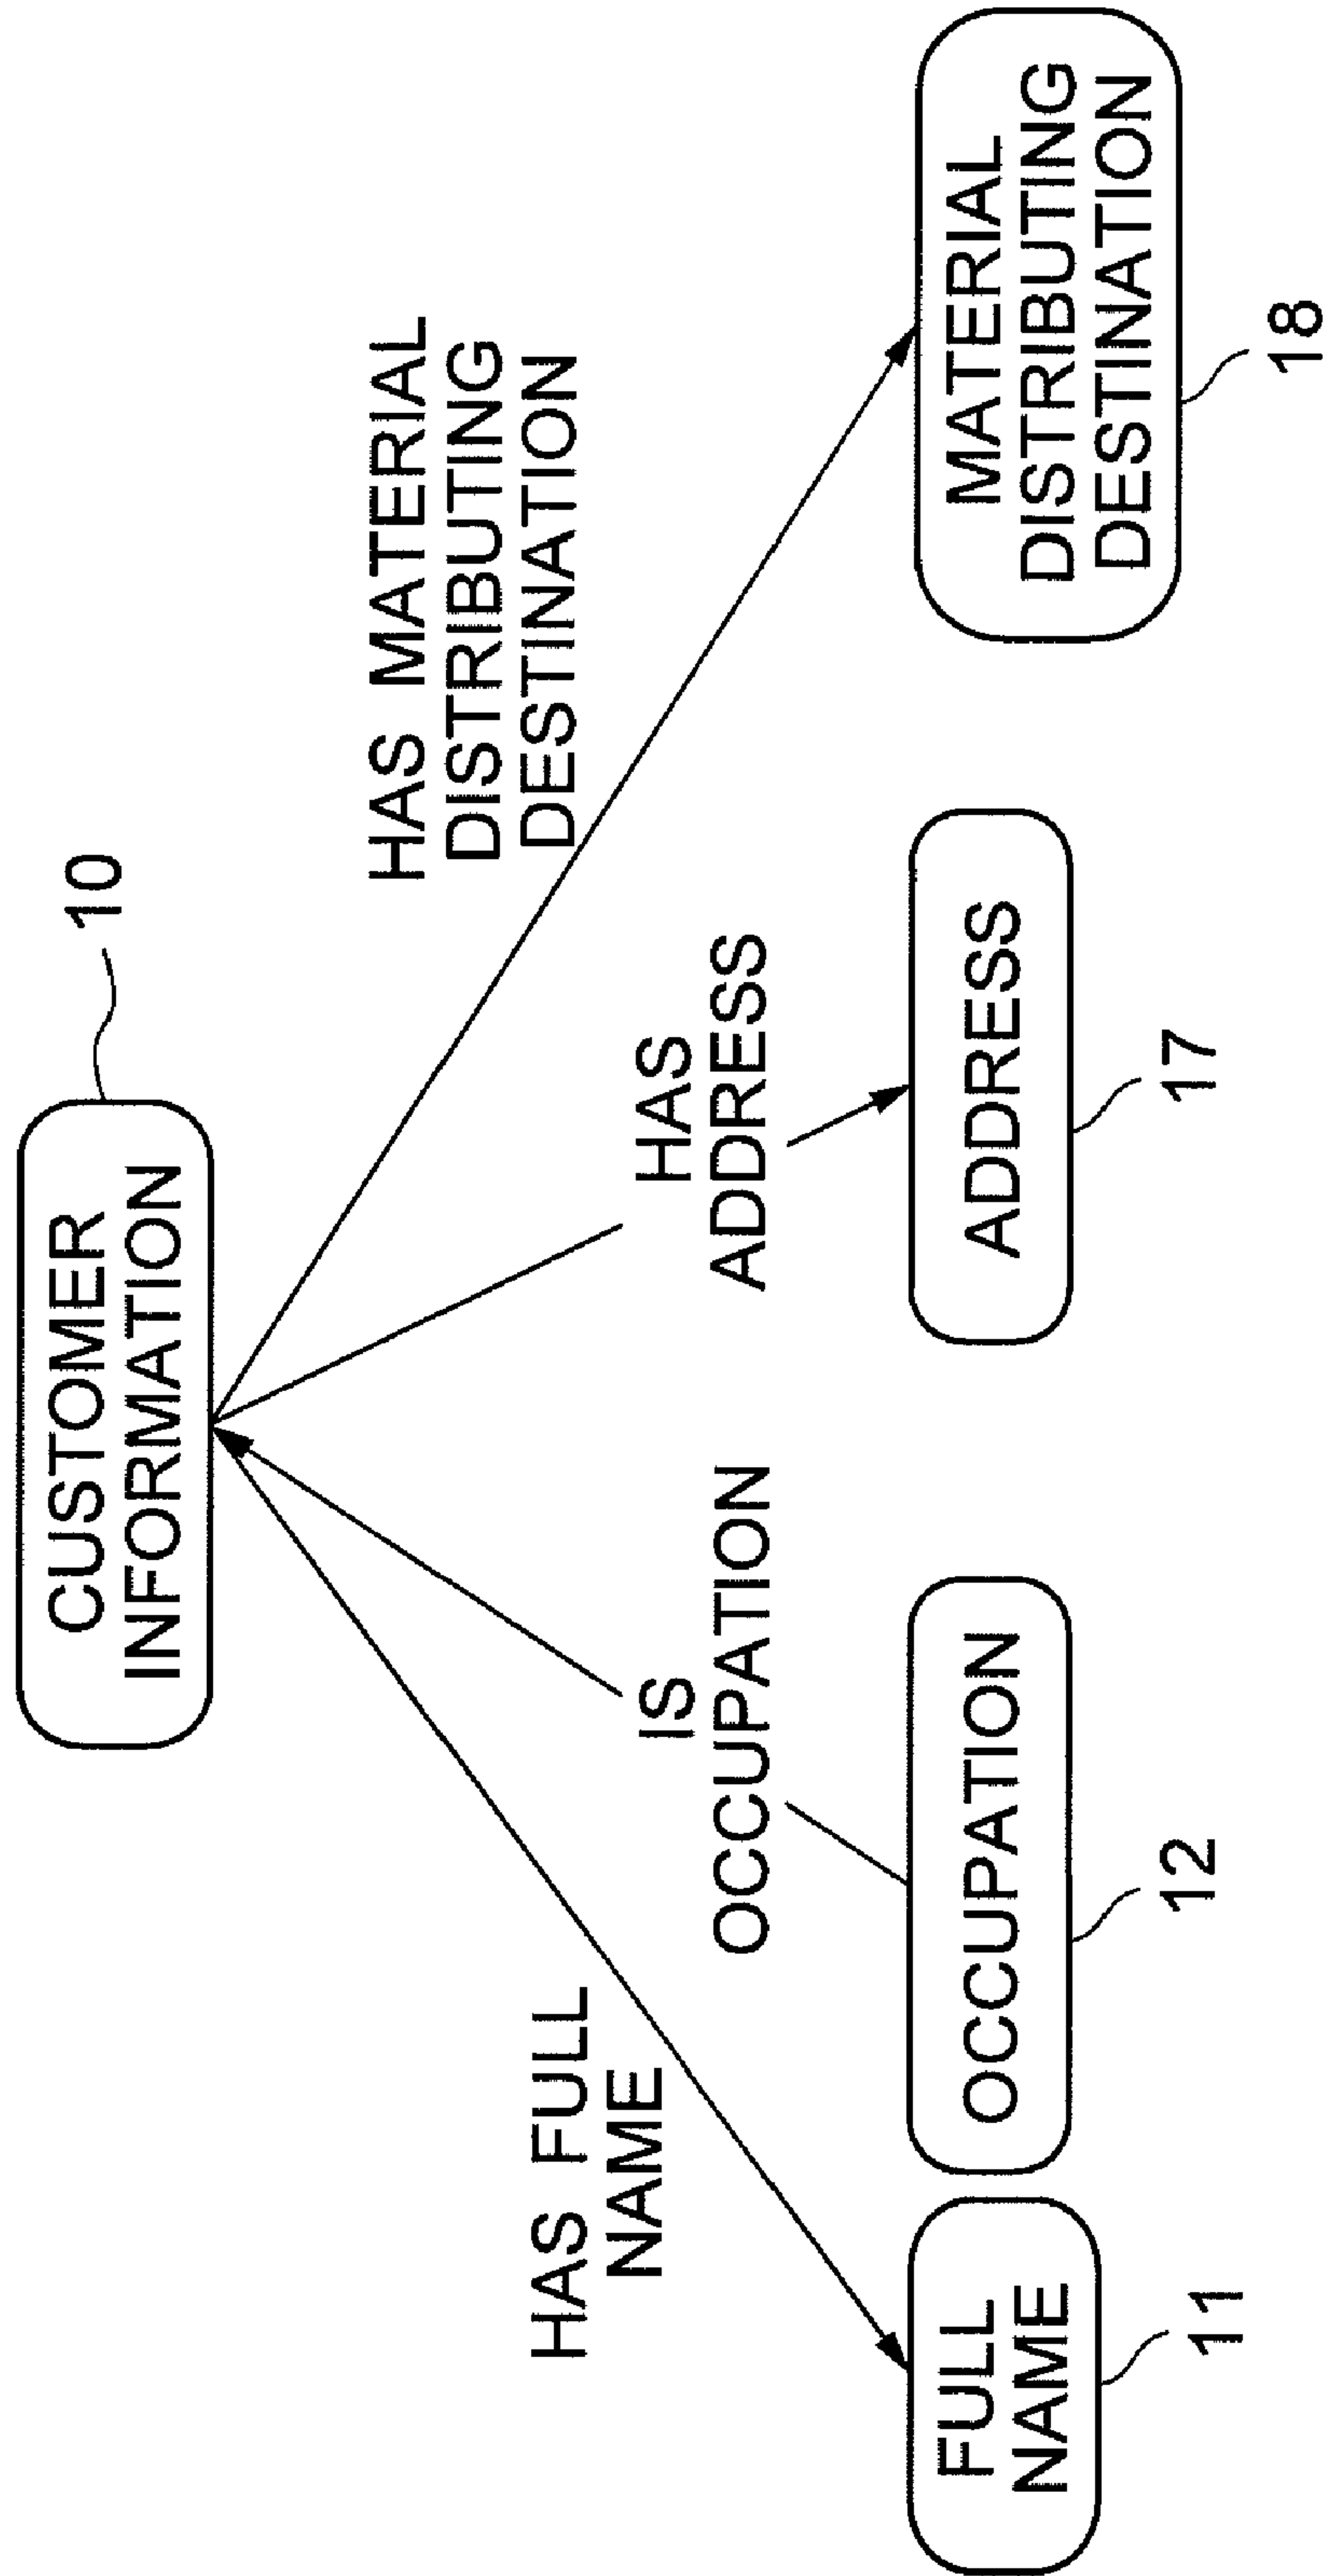 CUSTOMER
INFORMATION
10
HAS MATERIAL
DISTRIBUTING
DESTINATION
HAS FULL
NAME
IS
OCCUPATION
HAS
ADDRESS
FULL
NAME
OCCUPATION
ADDRESS
MATERIAL
DISTRIBUTING
DESTINATION
11
12
17
18